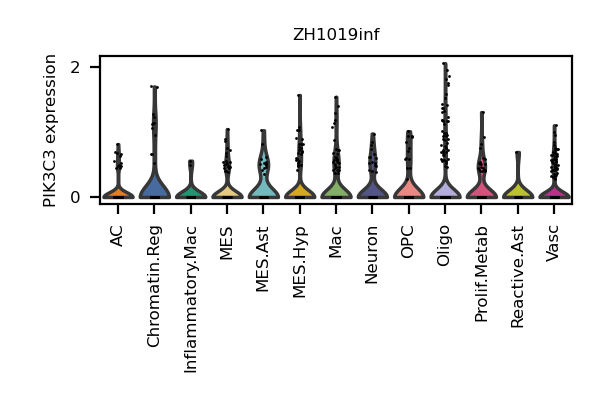 ZH1019inf
PIK3C3 expression
2
0
AC
Chromatin.Reg
Inflammatory.Mac
MES
MES.Ast
MES.Hyp
Mac
Neuron
OPC
Oligo
Prolif.Metab
Reactive.Ast
Vasc